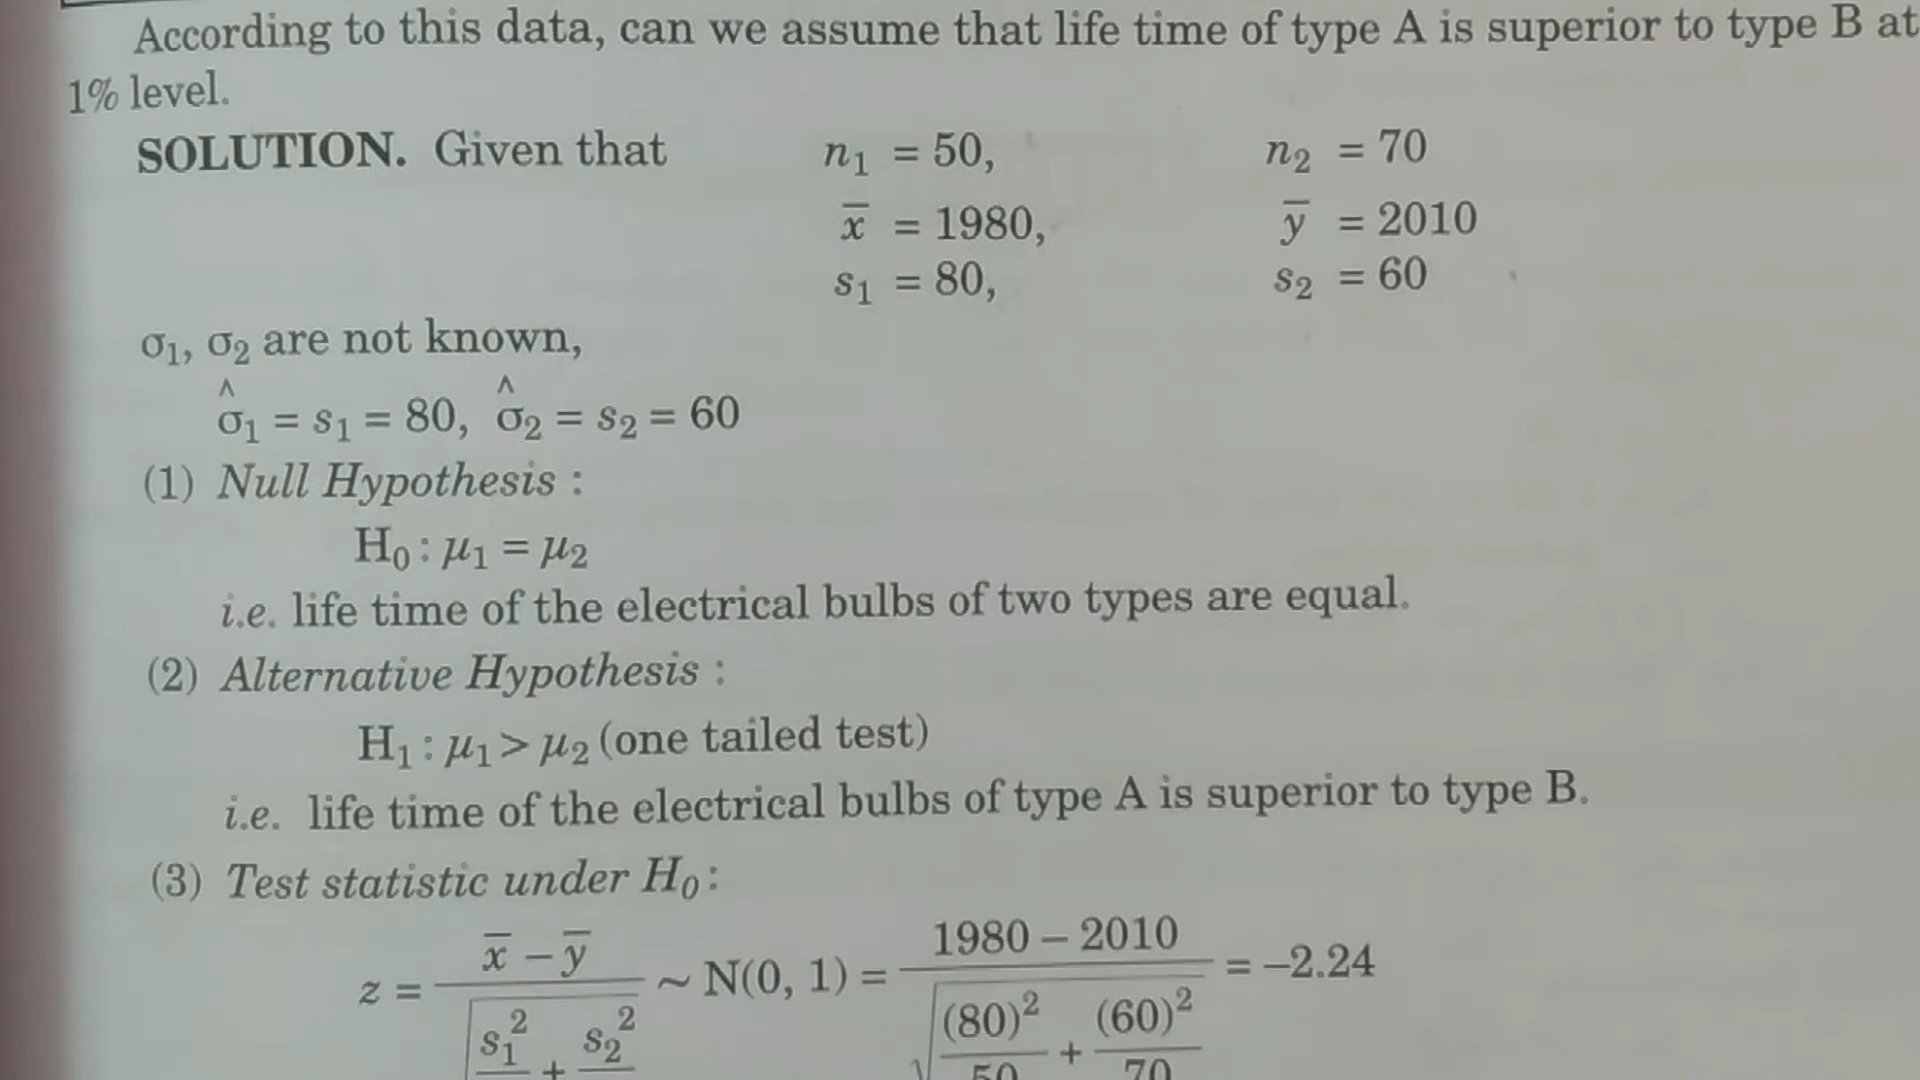 According to this data, can we assume that life time of type A is superior to type B at
1% level.
SOLUTION. Given that n₁ = 50, n₂ = 70
x̅ = 1980, y̅ = 2010
s₁ = 80, s₂ = 60
σ₁, σ₂ are not known,
σ̂₁ = s₁ = 80, σ̂₂ = s₂ = 60
(1) Null Hypothesis :
H₀ : μ₁ = μ₂
i.e. life time of the electrical bulbs of two types are equal.
(2) Alternative Hypothesis :
H₁ : μ₁ > μ₂ (one tailed test)
i.e. life time of the electrical bulbs of type A is superior to type B.
(3) Test statistic under H₀ :
x̅ – y̅ 1980 – 2010
z = ~ N(0, 1) = = –2.24
s₁² + s₂² (80)² + (60)²
50 70